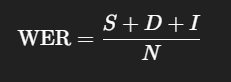 WER = (S + D + I) / N